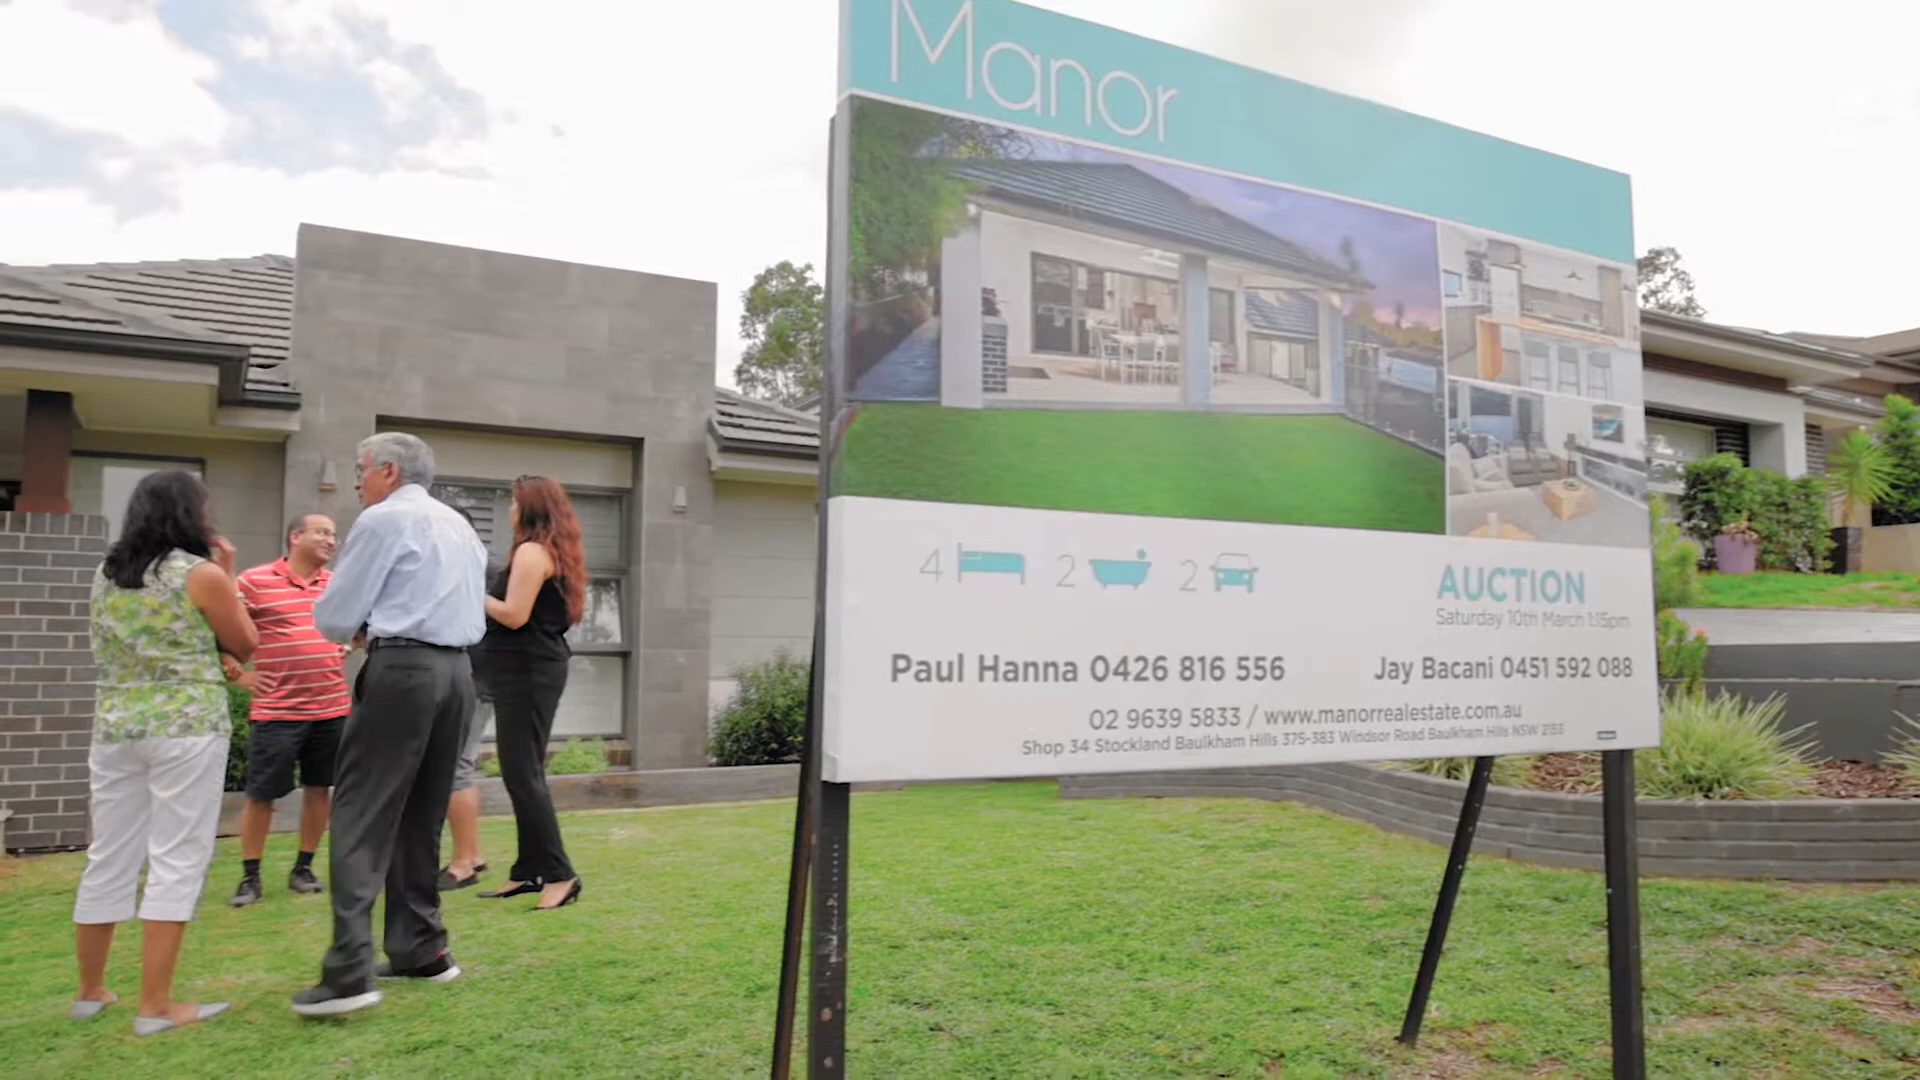 Manor
4 2 2
AUCTION
Saturday 10th March 1:15pm
Paul Hanna 0426 816 556
Jay Bacani 0451 592 088
02 9639 5833 / www.manorrealestate.com.au
Shop 34 Stockland Baulkham Hills 375-383 Windsor Road Baulkham Hills NSW 2153